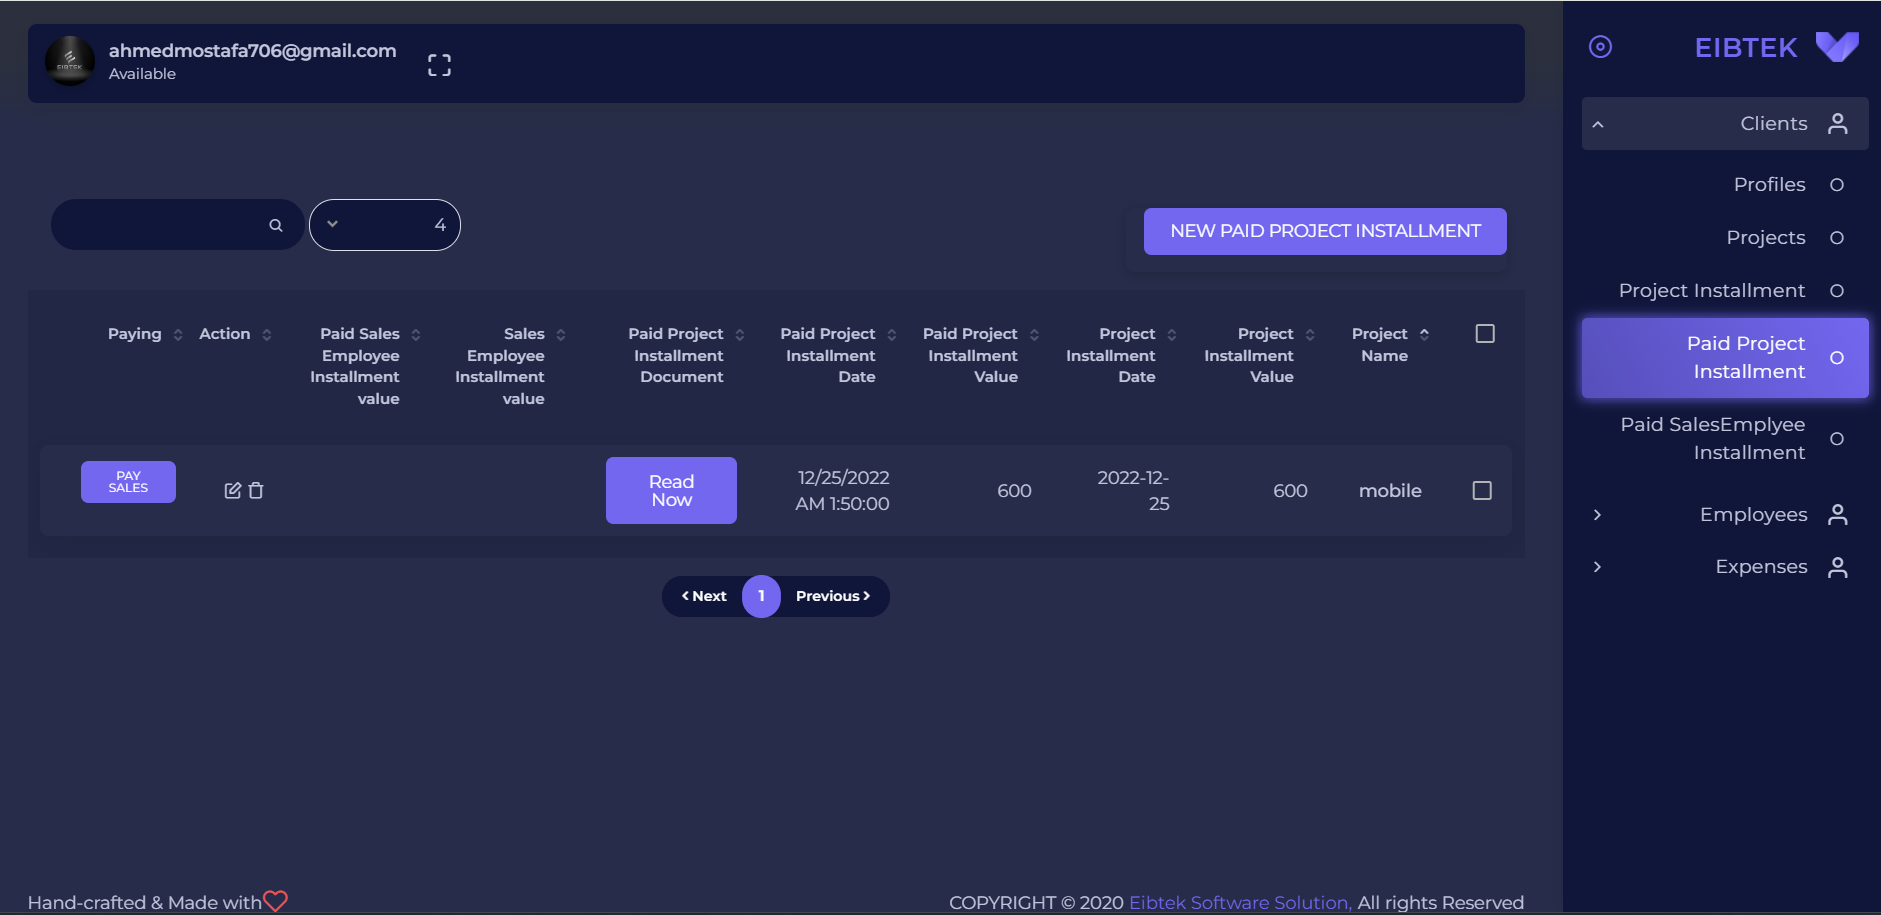 ahmedmostafa706@gmail.com
Available
EIBTEK
EIBTEK
Clients
Profiles
Projects
Project Installment
Paid Project
Installment
Paid SalesEmplyee
Installment
Employees
Expenses
4
NEW PAID PROJECT INSTALLMENT
Paying
Action
Paid Sales
Employee
Installment
value
Sales
Employee
Installment
value
Paid Project
Installment
Document
Paid Project
Installment
Date
Paid Project
Installment
Value
Project
Installment
Date
Project
Installment
Value
Project
Name
PAY
SALES
Read
Now
12/25/2022
AM 1:50:00
600
2022-12-
25
600
mobile
Next
1
Previous
Hand-crafted & Made with
COPYRIGHT © 2020 Eibtek Software Solution, All rights Reserved